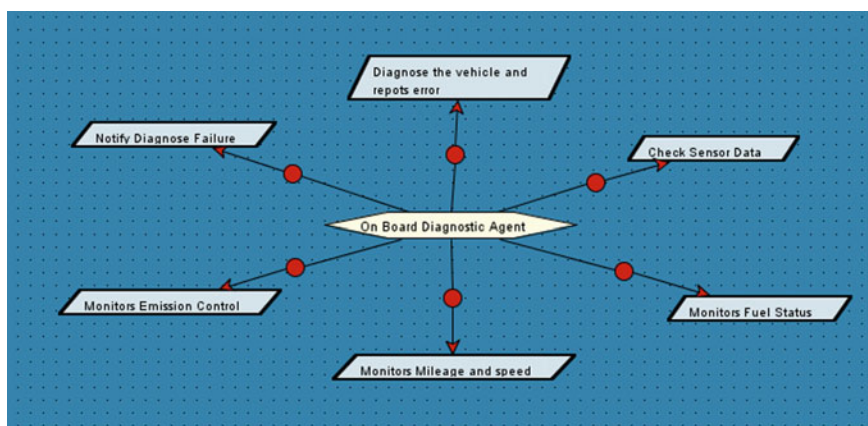 Diagnose the vehicle and
repots error
Notify Diagnose Failure
Check Sensor Data
On Board Diagnostic Agent
Monitors Emission Control
Monitors Fuel Status
Monitors Mileage and speed